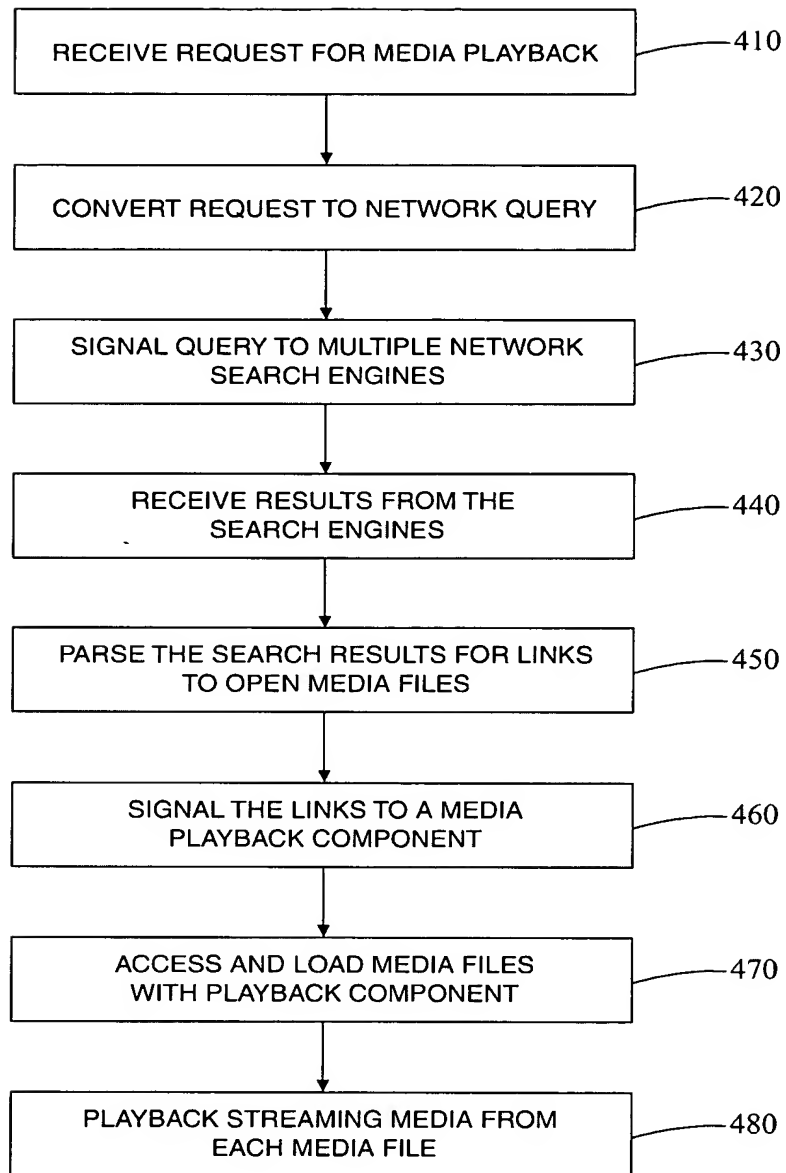 RECEIVE REQUEST FOR MEDIA PLAYBACK
410
CONVERT REQUEST TO NETWORK QUERY
420
SIGNAL QUERY TO MULTIPLE NETWORK
SEARCH ENGINES
430
RECEIVE RESULTS FROM THE
SEARCH ENGINES
440
PARSE THE SEARCH RESULTS FOR LINKS
TO OPEN MEDIA FILES
450
SIGNAL THE LINKS TO A MEDIA
PLAYBACK COMPONENT
460
ACCESS AND LOAD MEDIA FILES
WITH PLAYBACK COMPONENT
470
PLAYBACK STREAMING MEDIA FROM
EACH MEDIA FILE
480